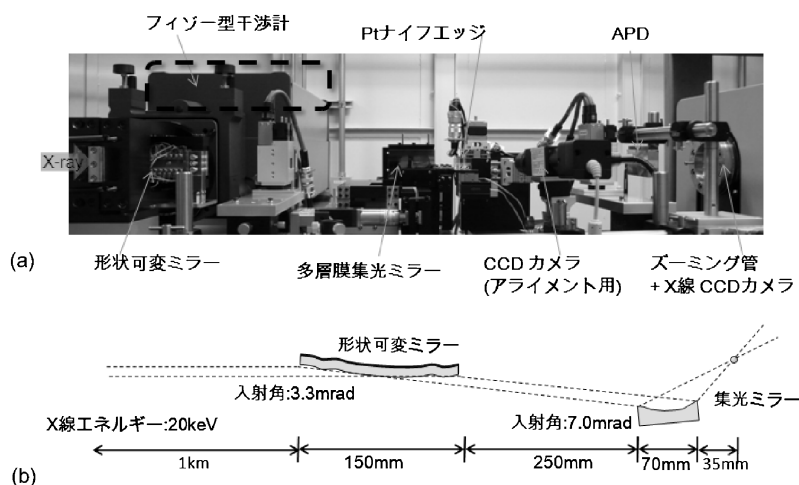 フィゾー型干渉計
Ptナイフエッジ
APD
X-ray
(a)
形状可変ミラー
多層膜集光ミラー
CCD カメラ
(アライメント用)
ズーミング管
+ X線 CCDカメラ
形状可変ミラー
入射角:3.3mrad
集光ミラー
X線エネルギー:20keV
入射角:7.0mrad
1km
150mm
250mm
70mm
35mm
(b)